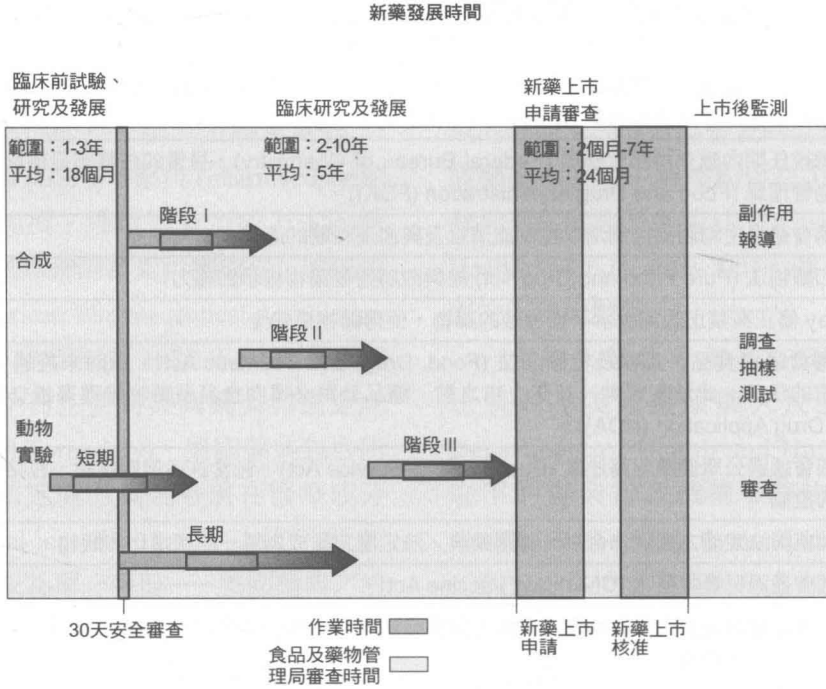 新藥發展時間
臨床前試驗、
研究及發展
臨床研究及發展
新藥上市
申請審查
上市後監測
範圍：1-3年
平均：18個月
範圍：2-10年
平均：5年
範圍：2個月-7年
平均：24個月
階段 I
合成
副作用
報導
階段 II
調查
抽樣
測試
動物
實驗
短期
階段 III
審查
長期
30天安全審查
作業時間
食品及藥物管
理局審查時間
新藥上市
申請
新藥上市
核准